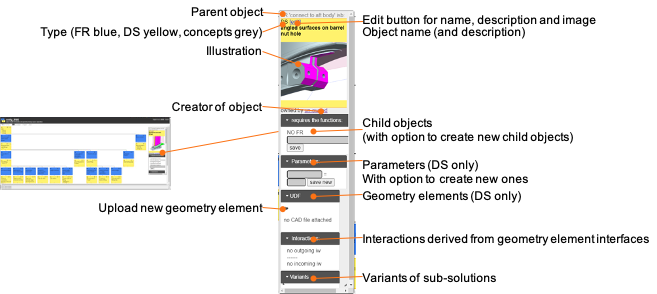 Parent object
'connect to aft body' rib
Edit button for name, description and image
Type (FR blue, DS yellow, concepts grey)
DS
Object name (and description)
angled surfaces on barrel
nut hole
Illustration
Creator of object
owned by
requires the functions:
Child objects
NO FR
(with option to create new child objects)
save
Parameters
Parameters (DS only)
With option to create new ones
save new
UDF
Geometry elements (DS only)
Upload new geometry element
no CAD file attached
Interactions
Interactions derived from geometry element interfaces
no outgoing iw
no incoming iw
Variants
Variants of sub-solutions